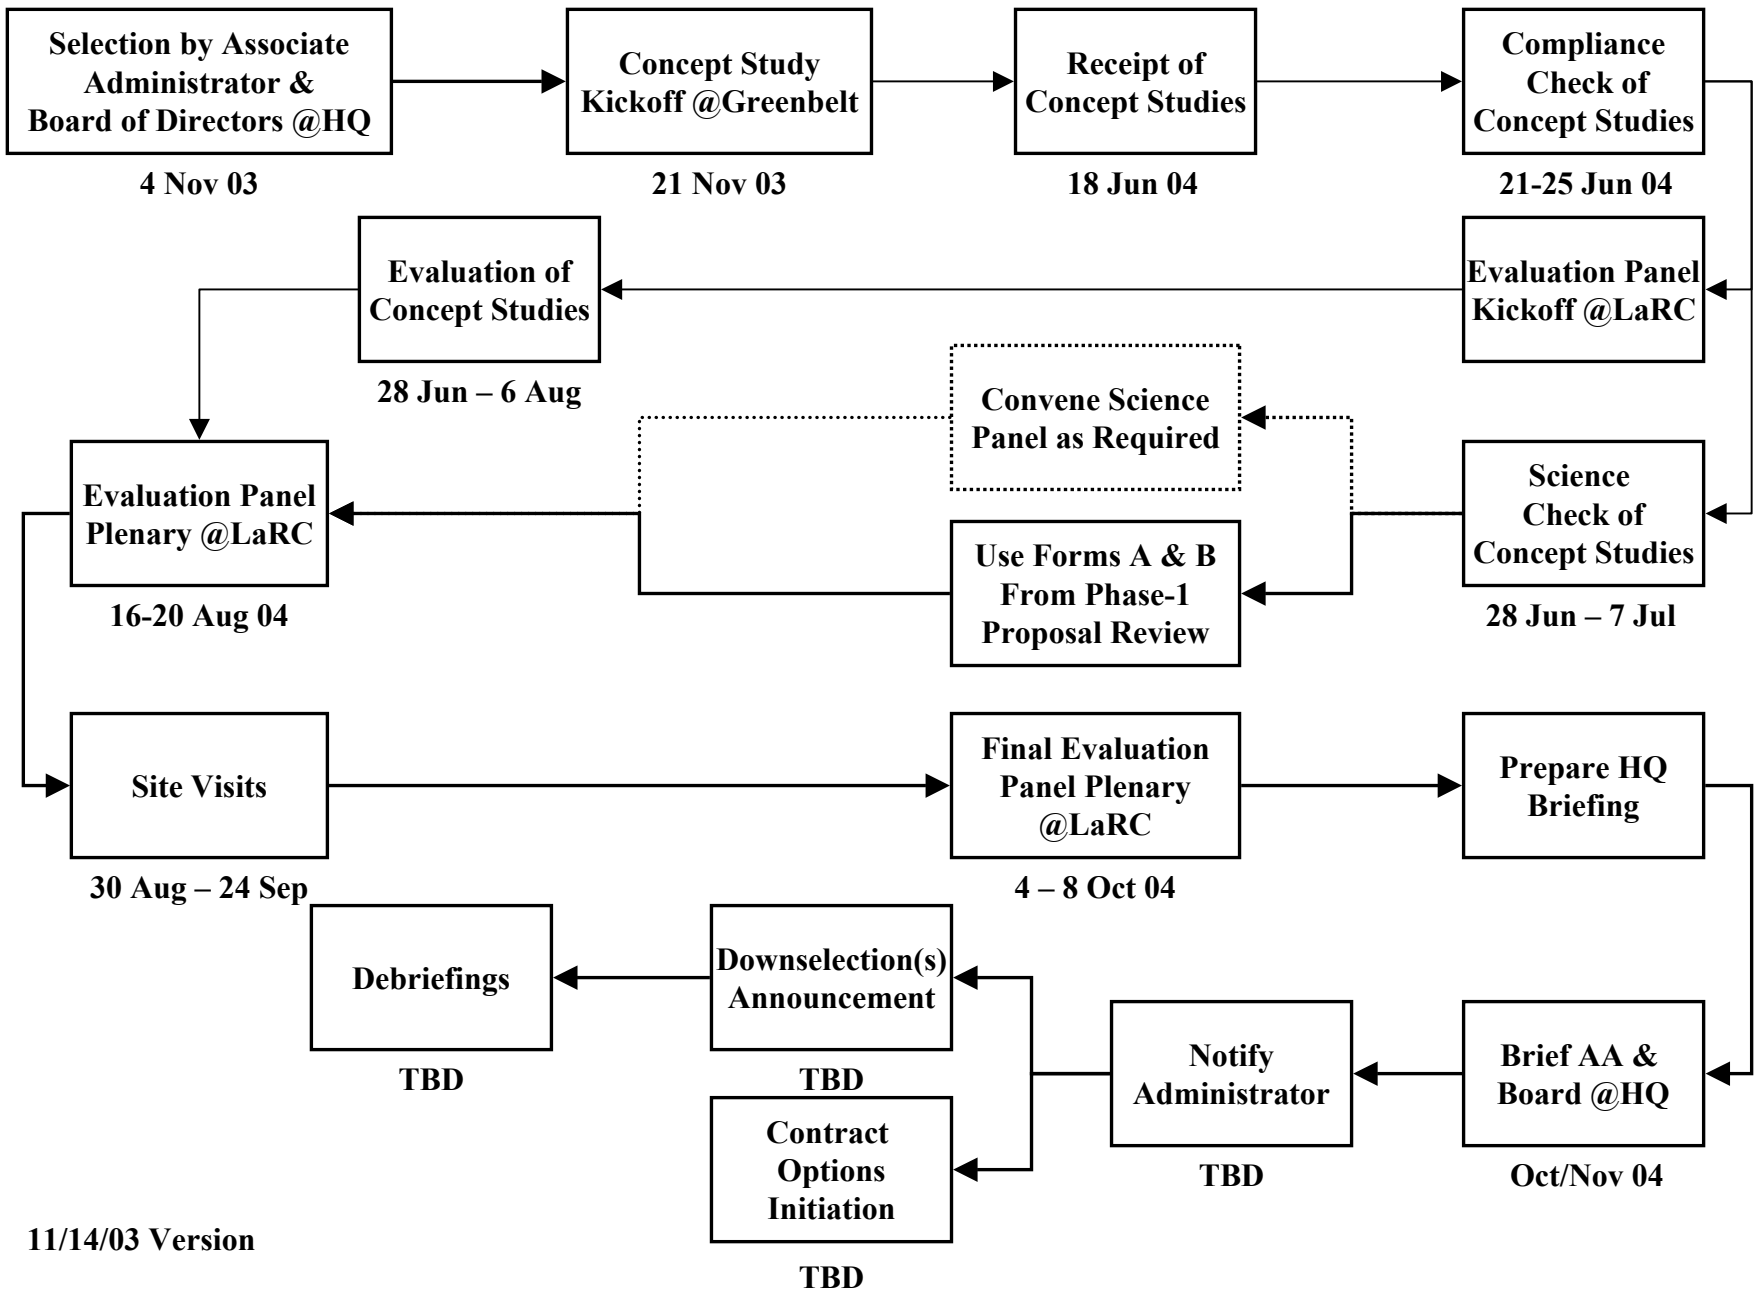 Selection by Associate
Administrator &
Board of Directors @HQ
4 Nov 03
Concept Study
Kickoff @Greenbelt
21 Nov 03
Receipt of
Concept Studies
18 Jun 04
Compliance
Check of
Concept Studies
21-25 Jun 04
Evaluation Panel
Kickoff @LaRC
Evaluation of
Concept Studies
28 Jun – 6 Aug
Convene Science
Panel as Required
Science
Check of
Concept Studies
28 Jun – 7 Jul
Use Forms A & B
From Phase-1
Proposal Review
Evaluation Panel
Plenary @LaRC
16-20 Aug 04
Site Visits
30 Aug – 24 Sep
Final Evaluation
Panel Plenary
@LaRC
4 – 8 Oct 04
Prepare HQ
Briefing
Brief AA &
Board @HQ
Oct/Nov 04
Notify
Administrator
TBD
Downselection(s)
Announcement
TBD
Debriefings
TBD
Contract
Options
Initiation
TBD
11/14/03 Version